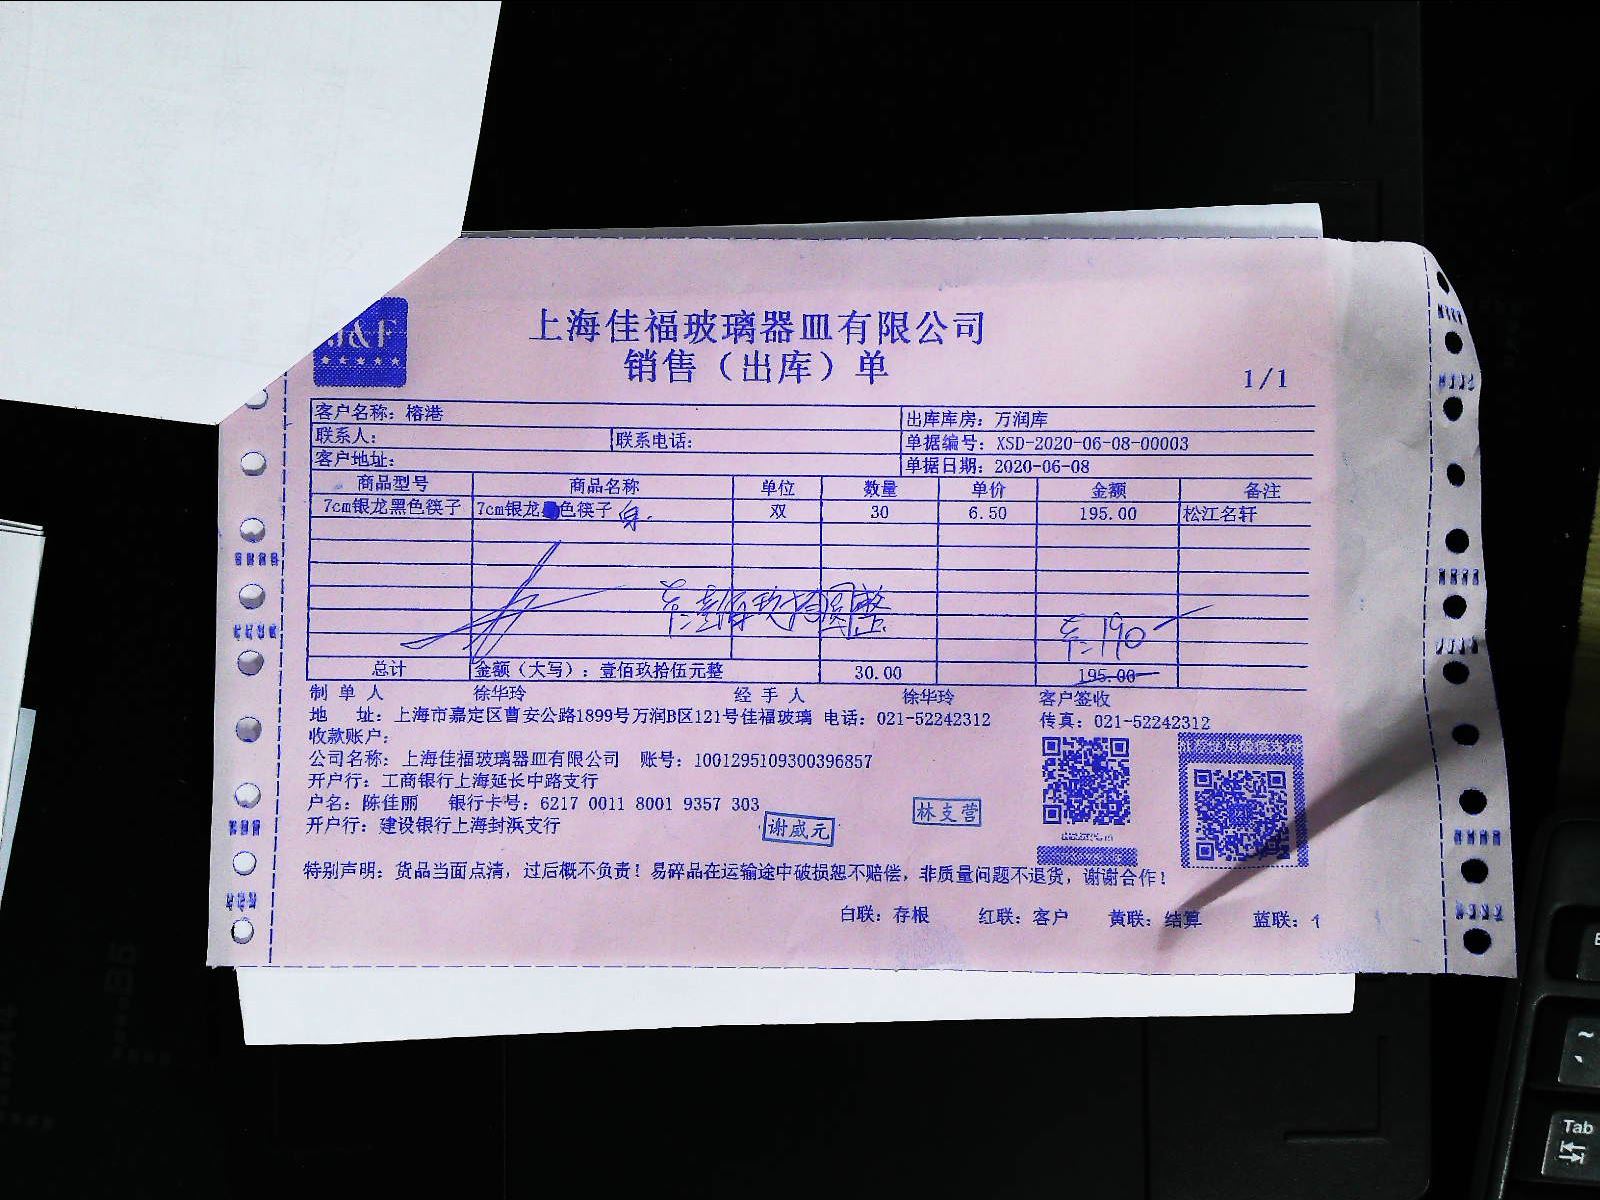 上海佳福玻璃器皿有限公司
销售（出库）单
1/1
客户名称：榕港 出库库房：万润库
联系人： 联系电话： 单据编号：XSD-2020-06-08-00003
客户地址： 单据日期：2020-06-08
商品型号 商品名称 单位 数量 单价 金额 备注
7cm银龙黑色筷子 7cm银龙色筷子 双 30 6.50 195.00 松江名轩
壹佰玖拾圆整 190
总计 金额（大写）：壹佰玖拾伍元整 30.00 195.00
制单人 徐华玲 经手人 徐华玲 客户签收
地 址：上海市嘉定区曹安公路1899号万润B区121号佳福玻璃 电话：021-52242312 传真：021-52242312
收款账户：
公司名称：上海佳福玻璃器皿有限公司 账号：1001295109300396857
开户行：工商银行上海延长中路支行
户名：陈佳丽 银行卡号：6217 0011 8001 9357 303
开户行：建设银行上海封浜支行
谢咸元 林支营
特别声明：货品当面点清，过后概不负责！易碎品在运输途中破损恕不赔偿，非质量问题不退货，谢谢合作！
白联：存根 红联：客户 黄联：结算 蓝联：
Tab